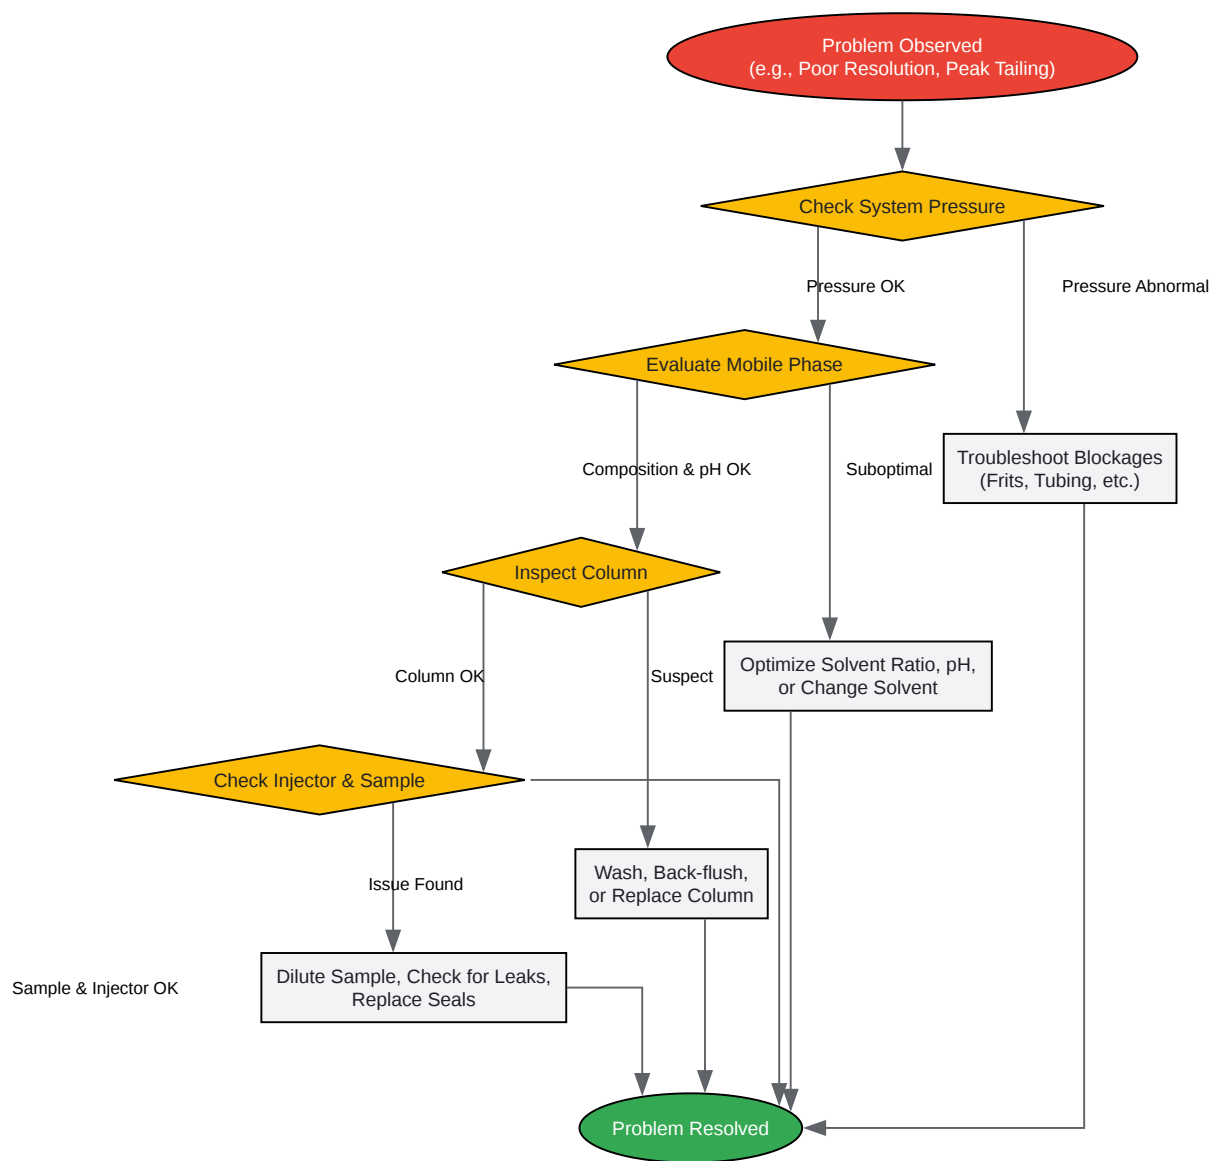 Problem Observed
(e.g., Poor Resolution, Peak Tailing)
Check System Pressure
Pressure OK
Pressure Abnormal
Evaluate Mobile Phase
Composition & pH OK
Suboptimal
Troubleshoot Blockages
(Frits, Tubing, etc.)
Inspect Column
Column OK
Suspect
Optimize Solvent Ratio, pH,
or Change Solvent
Check Injector & Sample
Issue Found
Wash, Back-flush,
or Replace Column
Sample & Injector OK
Dilute Sample, Check for Leaks,
Replace Seals
Problem Resolved